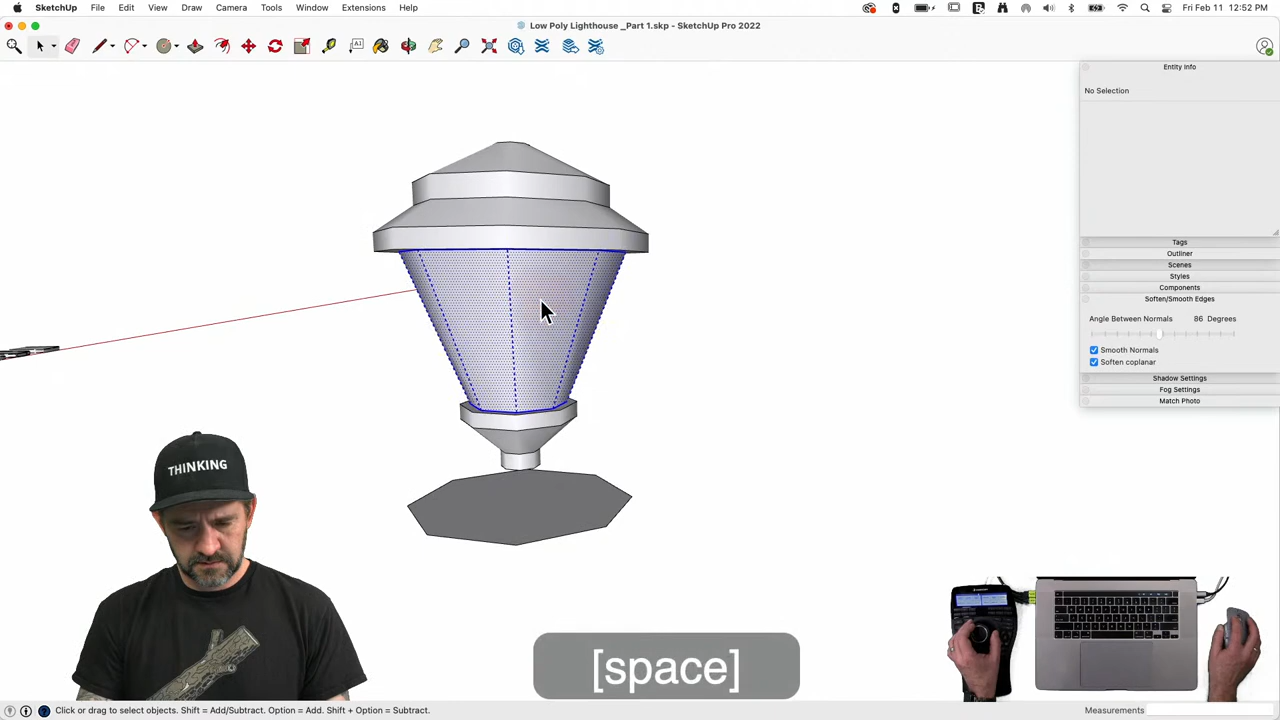 SketchUp File Edit View Draw Camera Tools Window Extensions Help
Fri Feb 11 12:52 PM
Low Poly Lighthouse _Part 1.skp - SketchUp Pro 2022
Entity Info
No Selection
Tags
Outliner
Scenes
Styles
Components
Soften/Smooth Edges
Angle Between Normals 86 Degrees
Smooth Normals
Soften coplanar
Shadow Settings
Fog Settings
Match Photo
THINKING
[space]
Click or drag to select objects. Shift = Add/Subtract. Option = Add. Shift + Option = Subtract.
Measurements